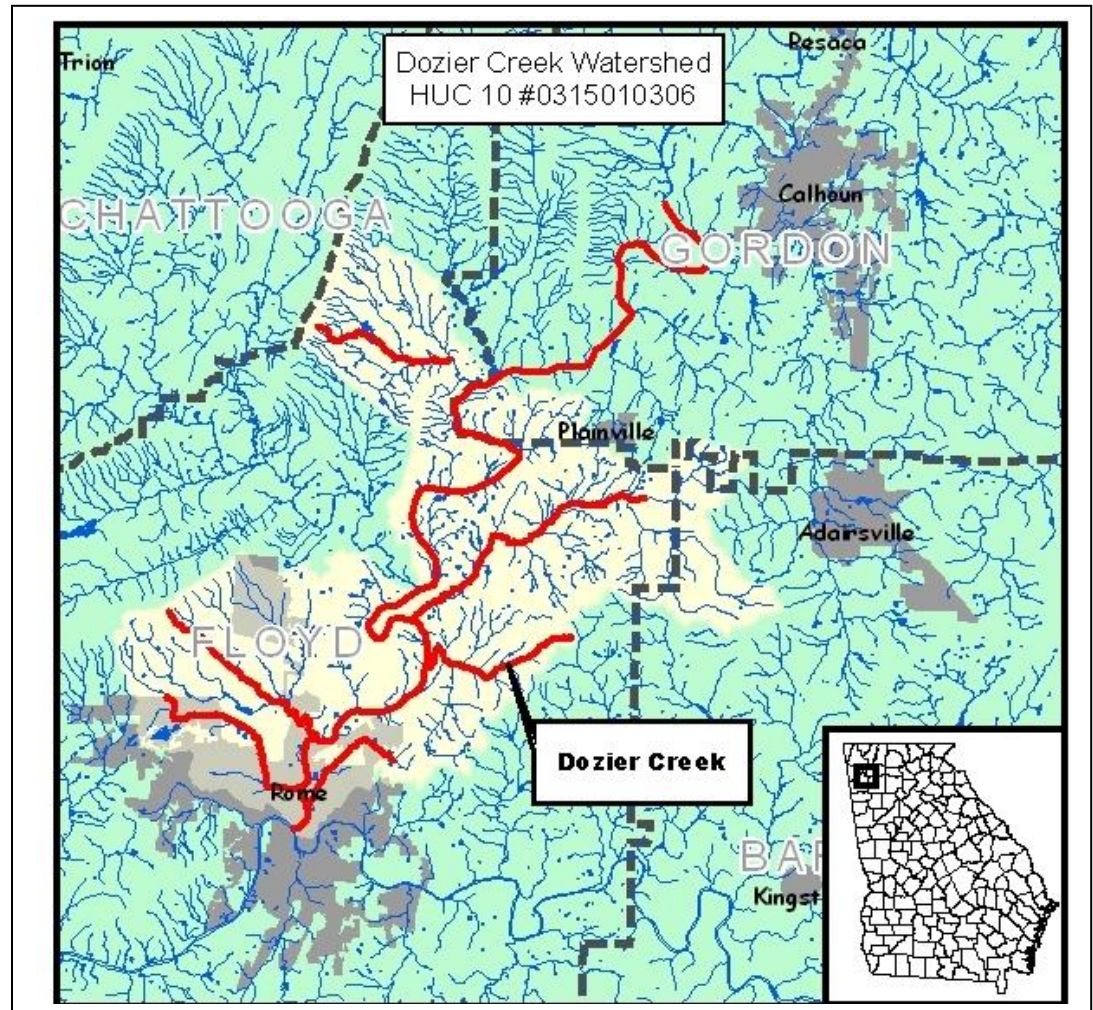 Dozier Creek Watershed
HUC 10 #0315010306
Trion
Resaca
Calhoun
CHATTOOGA
GORDON
Plainville
Adairsville
FLOYD
Dozier Creek
Rome
BAR
Kingst